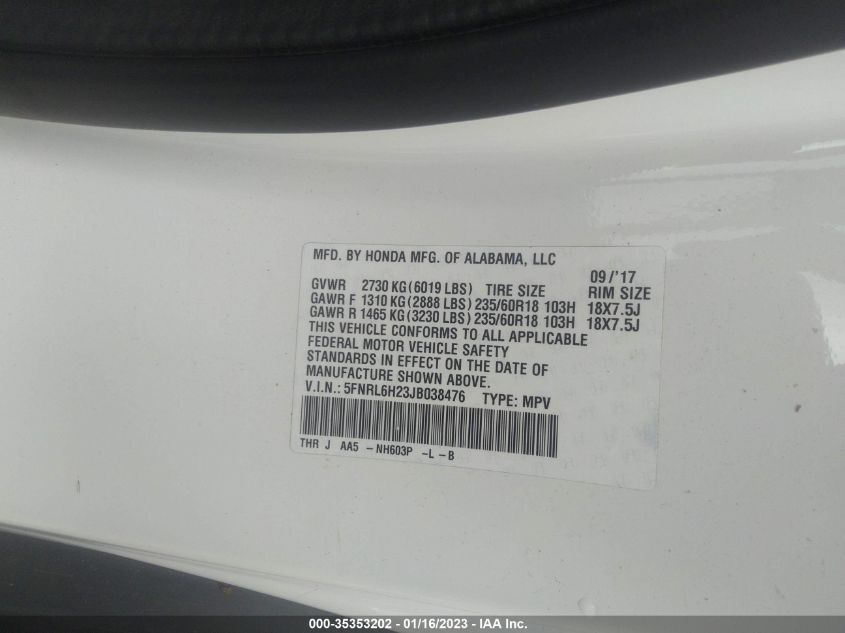 MFD. BY HONDA MFG. OF ALABAMA, LLC 09/'17
GVWR 2730 KG(6019 LBS) TIRE SIZE RIM SIZE
GAWR F 1310 KG(2888 LBS) 235/60R18 103H 18X7.5J
GAWR R 1465 KG(3230 LBS) 235/60R18 103H 18X7.5J
THIS VEHICLE CONFORMS TO ALL APPLICABLE
FEDERAL MOTOR VEHICLE SAFETY
STANDARDS IN EFFECT ON THE DATE OF
MANUFACTURE SHOWN ABOVE.
V.I.N.: 5FNRL6H23JB038476 TYPE: MPV
THR J AA5 - NH603P -L -B
000-35353202 - 01/16/2023 - IAA Inc.